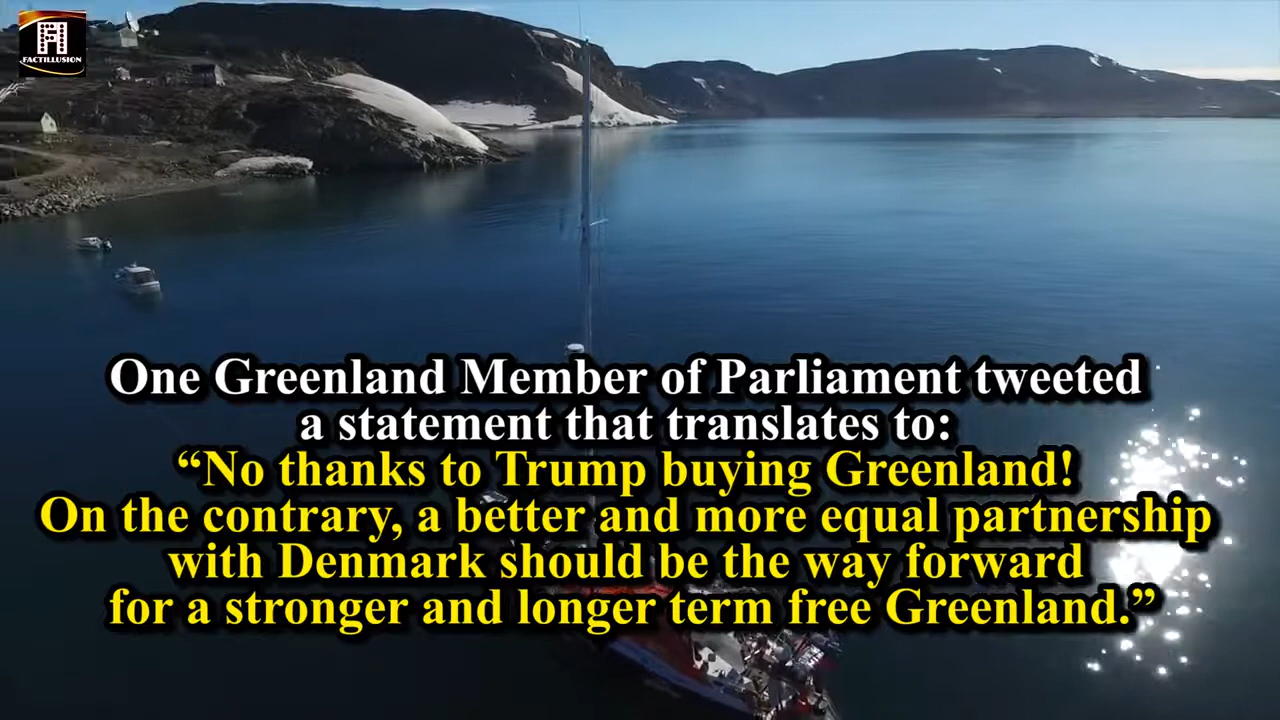 FI
FACTILLUSION
One Greenland Member of Parliament tweeted
a statement that translates to:
“No thanks to Trump buying Greenland!
On the contrary, a better and more equal partnership
with Denmark should be the way forward
for a stronger and longer term free Greenland.”